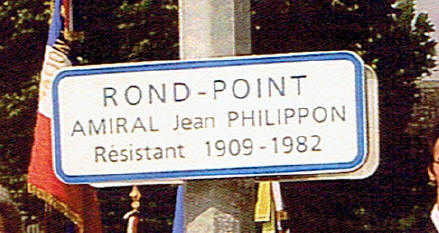 ROND-POINT
AMIRAL Jean PHILIPPON
Résistant 1909-1982